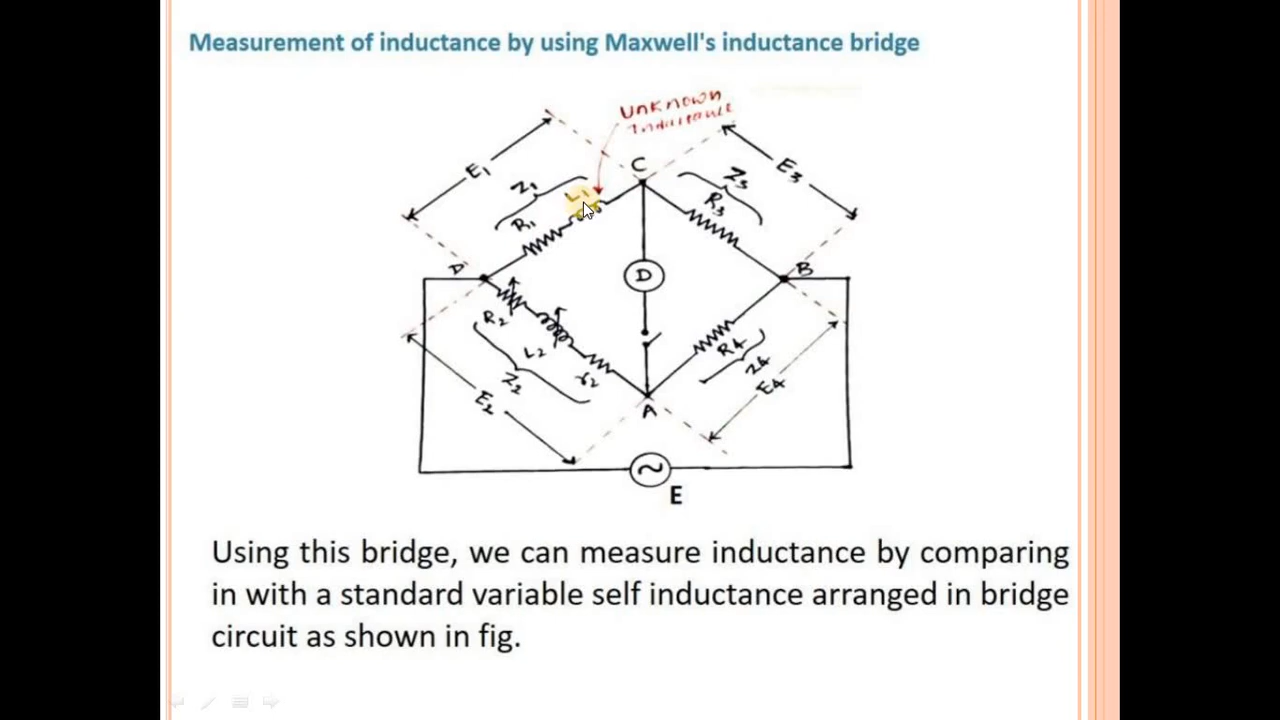 Measurement of inductance by using Maxwell's inductance bridge
Unknown
Inductance
E1
Z1
L1
R1
C
Z3
R3
E3
D
D
B
R2
L2
r2
Z2
E2
A
R4
Z4
E4
E
Using this bridge, we can measure inductance by comparing
in with a standard variable self inductance arranged in bridge
circuit as shown in fig.